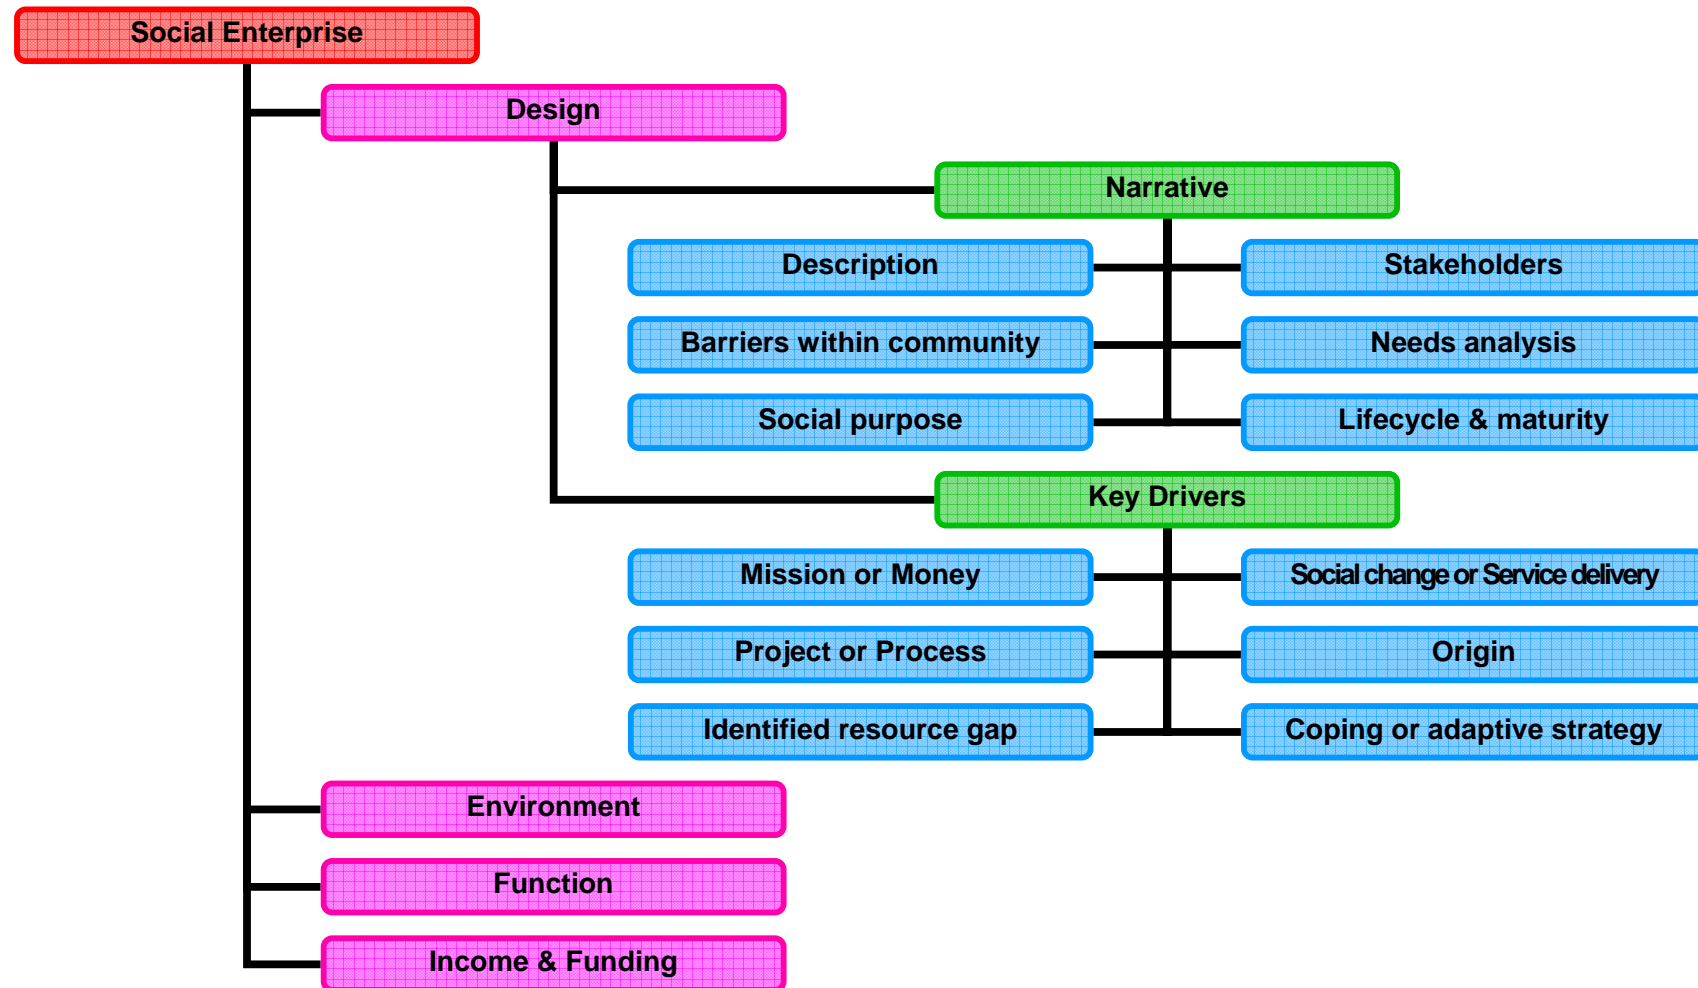 Social Enterprise
Design
Narrative
Description
Stakeholders
Barriers within community
Needs analysis
Social purpose
Lifecycle & maturity
Key Drivers
Mission or Money
Social change or Service delivery
Project or Process
Origin
Identified resource gap
Coping or adaptive strategy
Environment
Function
Income & Funding